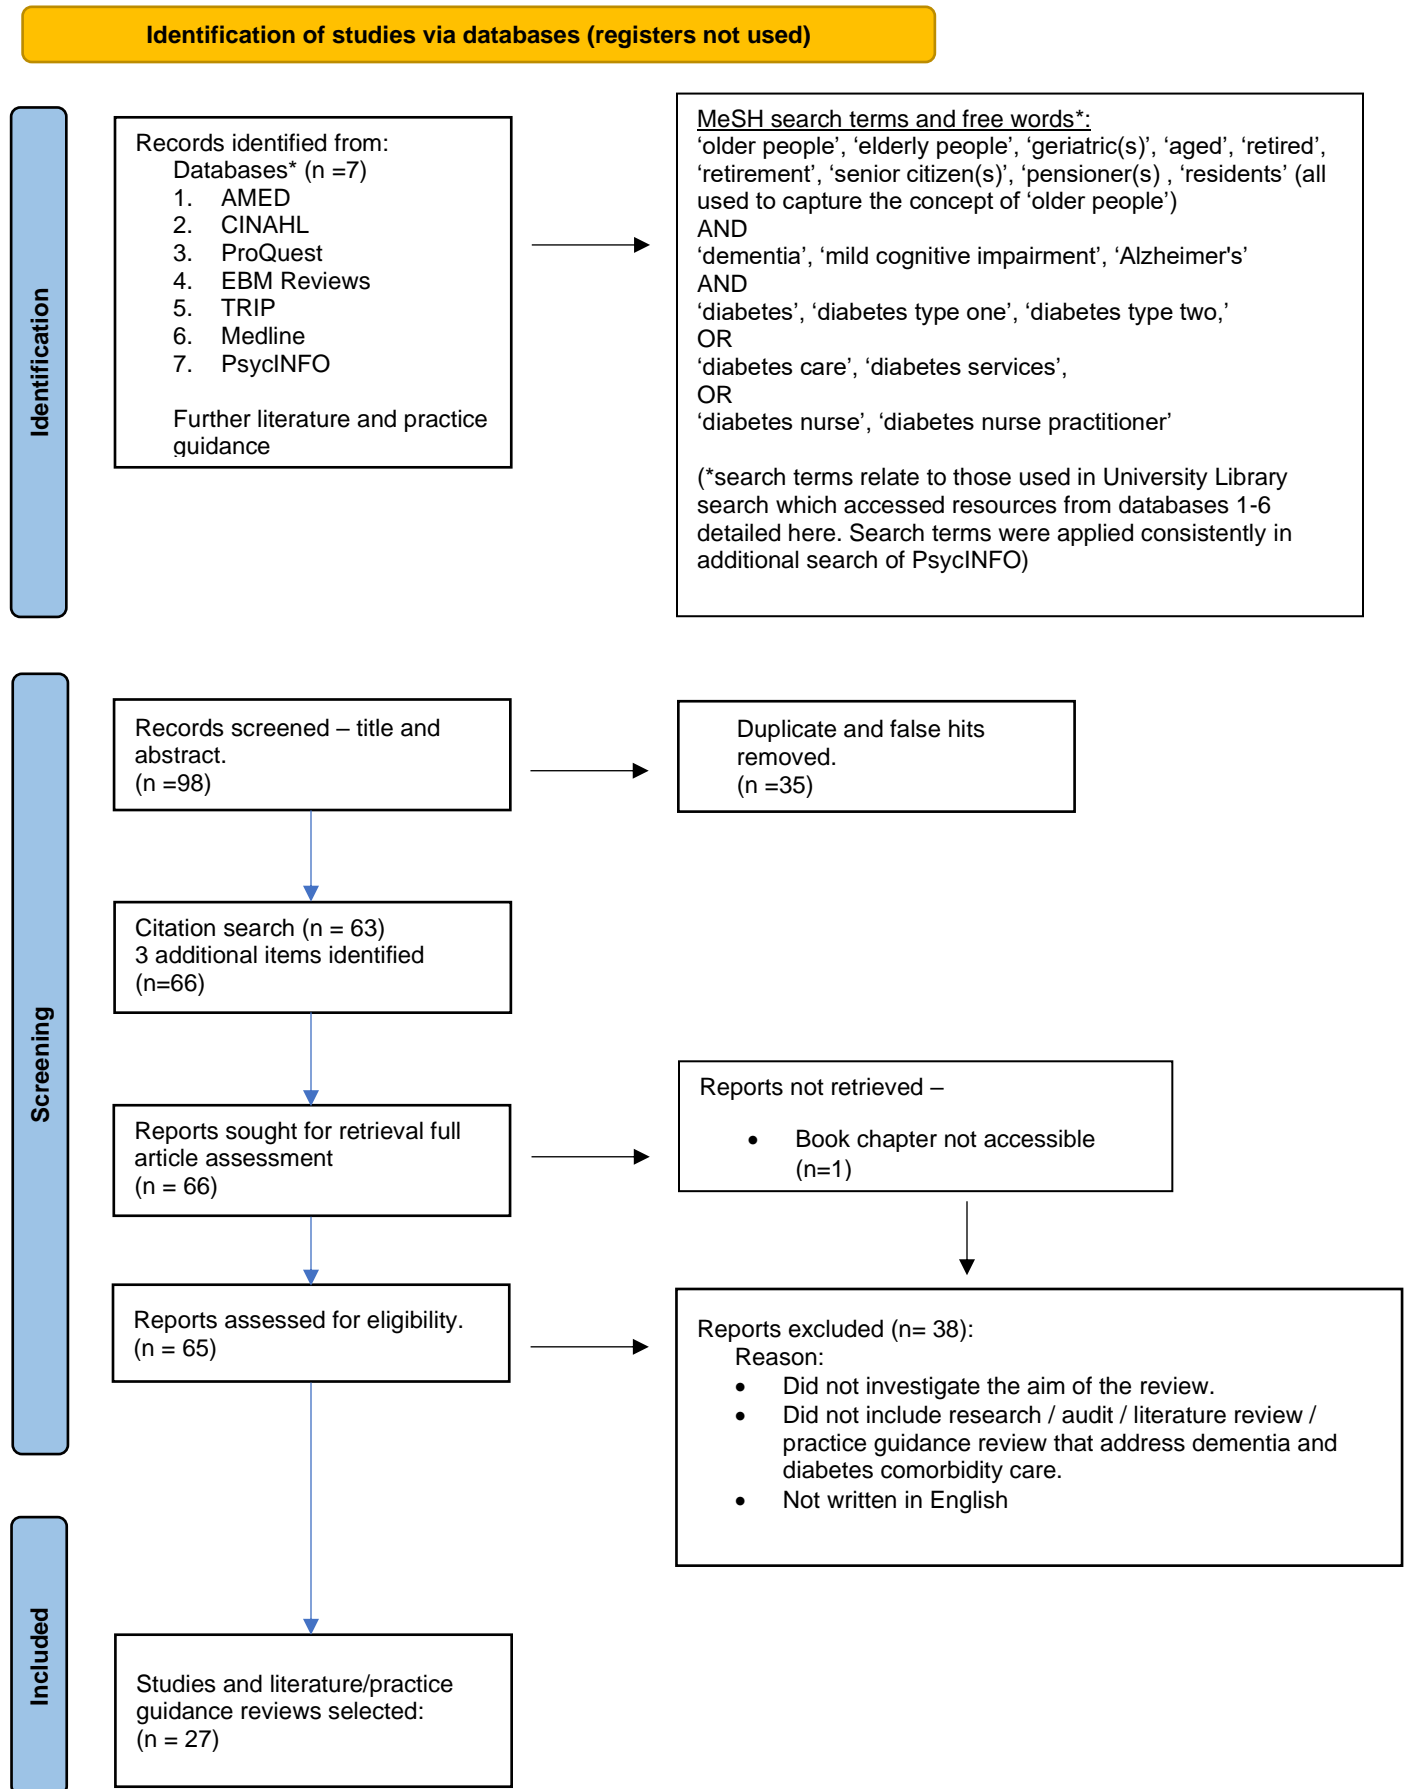 Identification of studies via databases (registers not used)
Identification
Records identified from:
Databases* (n =7)
1. AMED
2. CINAHL
3. ProQuest
4. EBM Reviews
5. TRIP
6. Medline
7. PsycINFO
Further literature and practice
guidance
MeSH search terms and free words*:
‘older people’, ‘elderly people’, ‘geriatric(s)’, ‘aged’, ‘retired’,
‘retirement’, ‘senior citizen(s)’, ‘pensioner(s) , ‘residents’ (all
used to capture the concept of ‘older people’)
AND
‘dementia’, ‘mild cognitive impairment’, ‘Alzheimer's’
AND
‘diabetes’, ‘diabetes type one’, ‘diabetes type two,’
OR
‘diabetes care’, ‘diabetes services’,
OR
‘diabetes nurse’, ‘diabetes nurse practitioner’
(*search terms relate to those used in University Library
search which accessed resources from databases 1-6
detailed here. Search terms were applied consistently in
additional search of PsycINFO)
Screening
Records screened – title and
abstract.
(n =98)
Duplicate and false hits
removed.
(n =35)
Citation search (n = 63)
3 additional items identified
(n=66)
Reports sought for retrieval full
article assessment
(n = 66)
Reports not retrieved –
• Book chapter not accessible
(n=1)
Reports assessed for eligibility.
(n = 65)
Reports excluded (n= 38):
Reason:
• Did not investigate the aim of the review.
• Did not include research / audit / literature review /
practice guidance review that address dementia and
diabetes comorbidity care.
• Not written in English
Included
Studies and literature/practice
guidance reviews selected:
(n = 27)